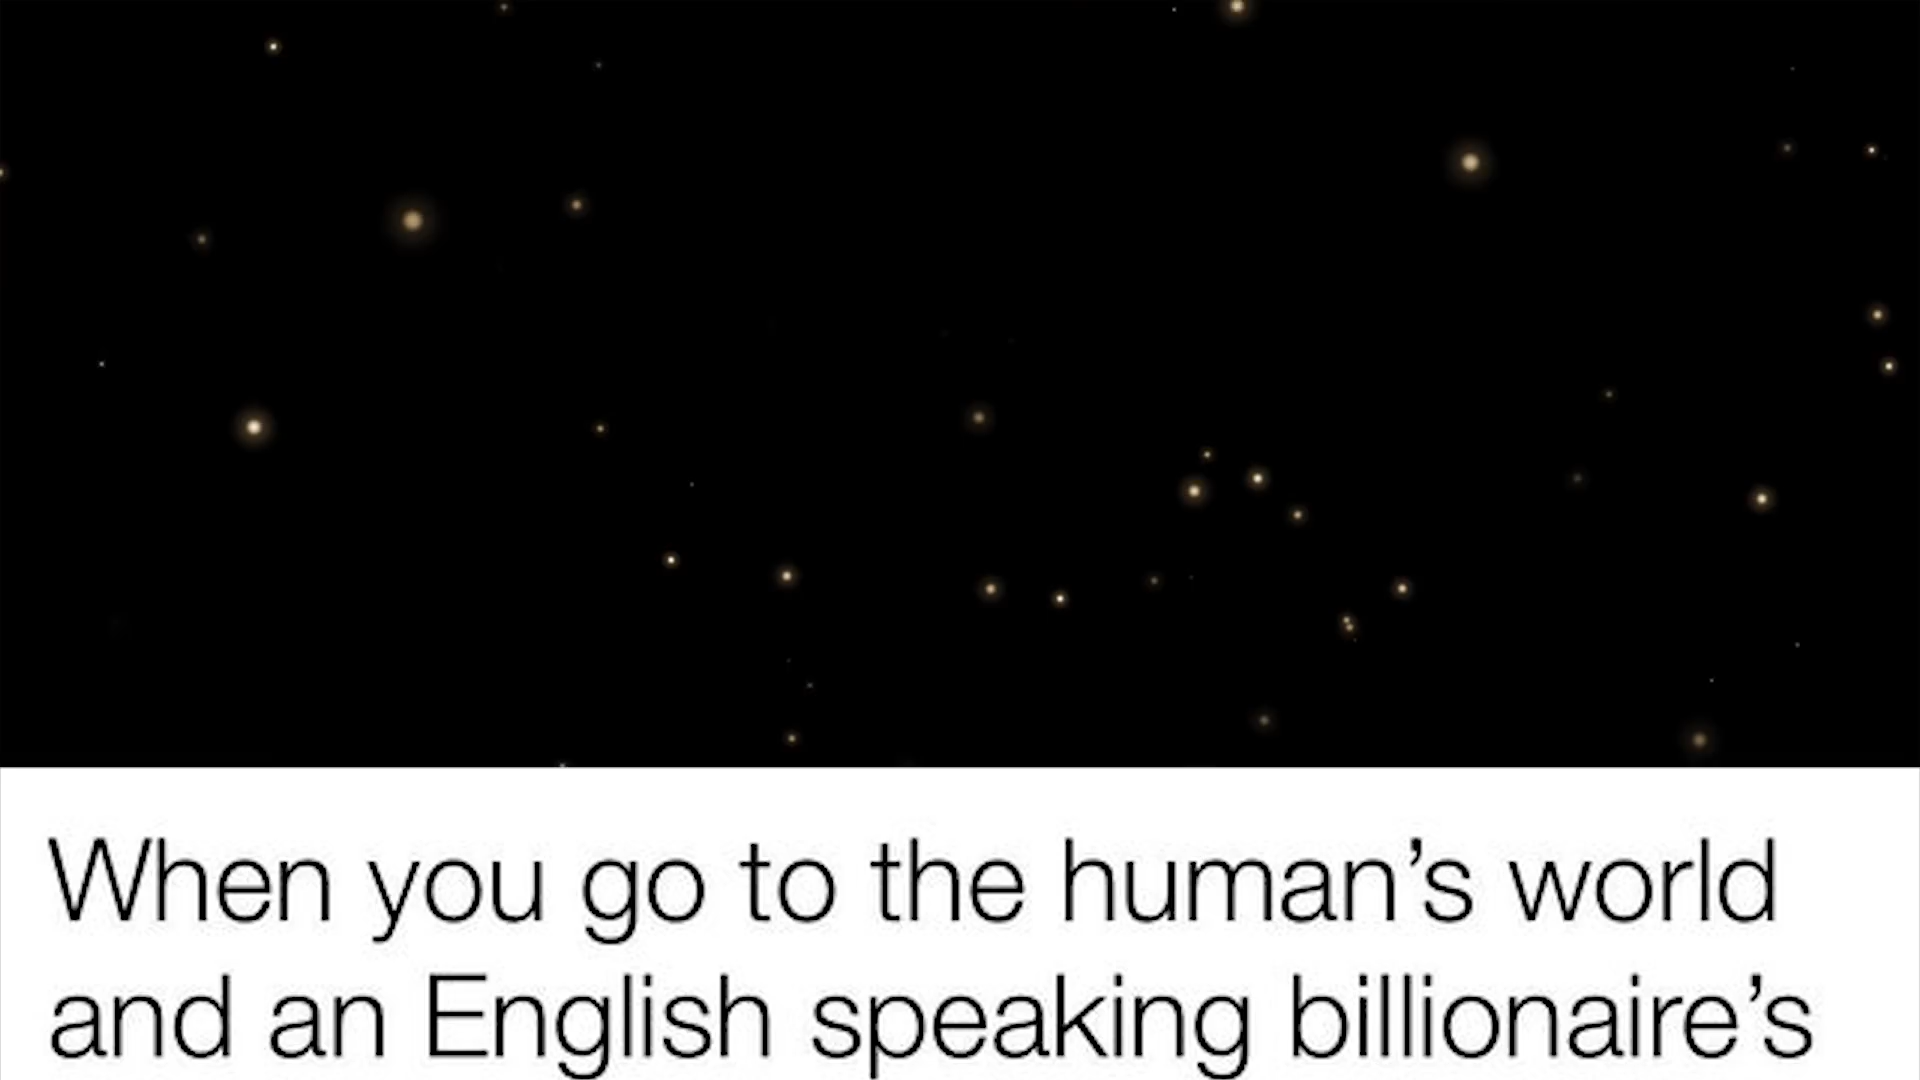 When you go to the human’s world
and an English speaking billionaire’s